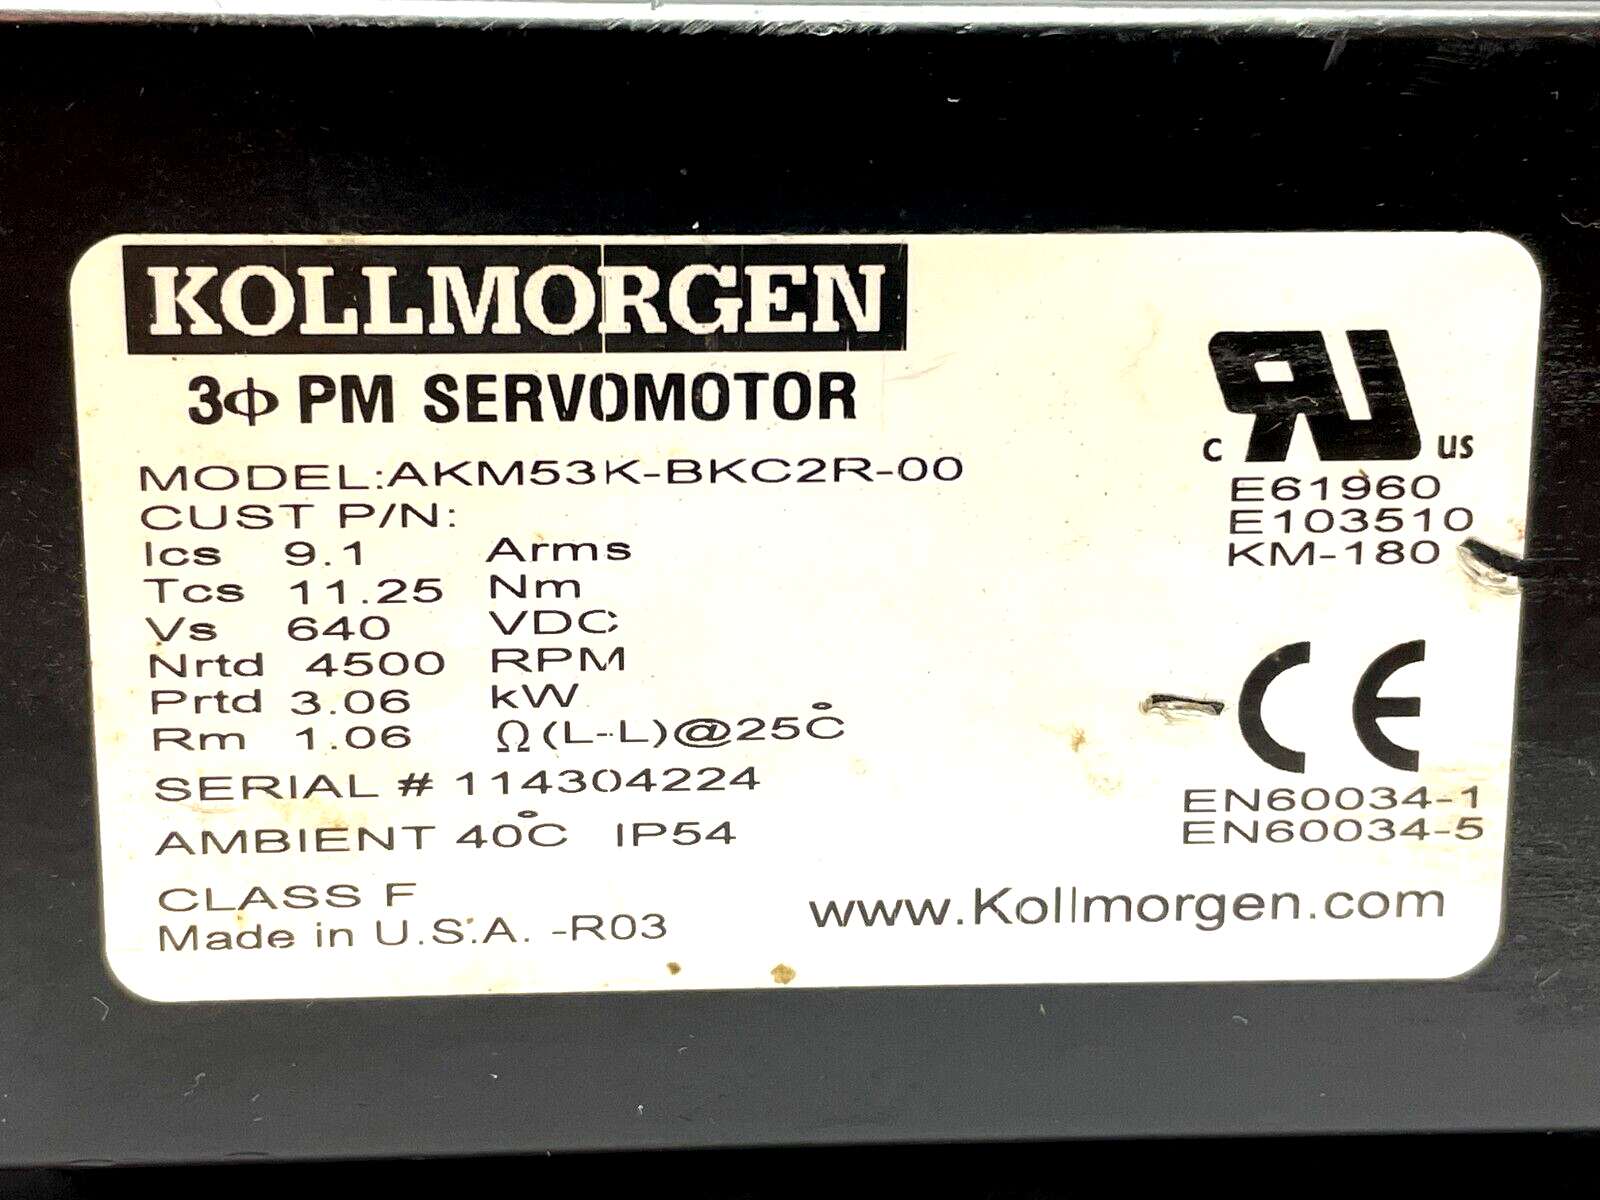 KOLLMORGEN
3ϕ PM SERVOMOTOR
MODEL:AKM53K-BKC2R-00
CUST P/N:
Ics 9.1 Arms
Tcs 11.25 Nm
Vs 640 VDC
Nrtd 4500 RPM
Prtd 3.06 kW
Rm 1.06 Ω(L-L)@25°C
SERIAL # 114304224
AMBIENT 40°C IP54
CLASS F
Made in U.S.A. -R03
c RU us
E61960
E103510
KM-180
CE
EN60034-1
EN60034-5
www.Kollmorgen.com